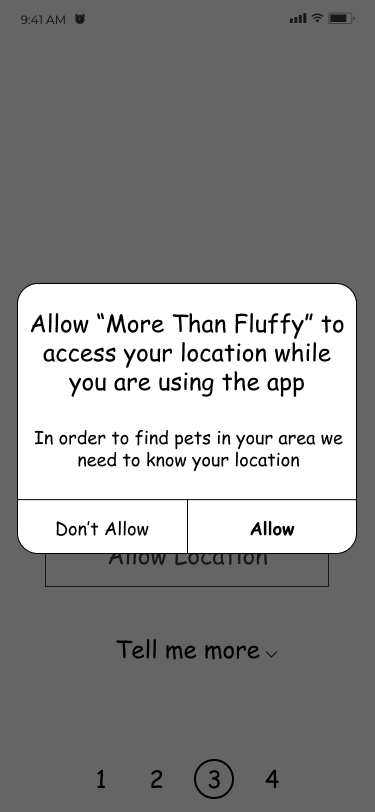 9:41 AM
Allow “More Than Fluffy” to
access your location while
you are using the app
In order to find pets in your area we
need to know your location
Don’t Allow
Allow
Allow Location
Tell me more
1 2 3 4